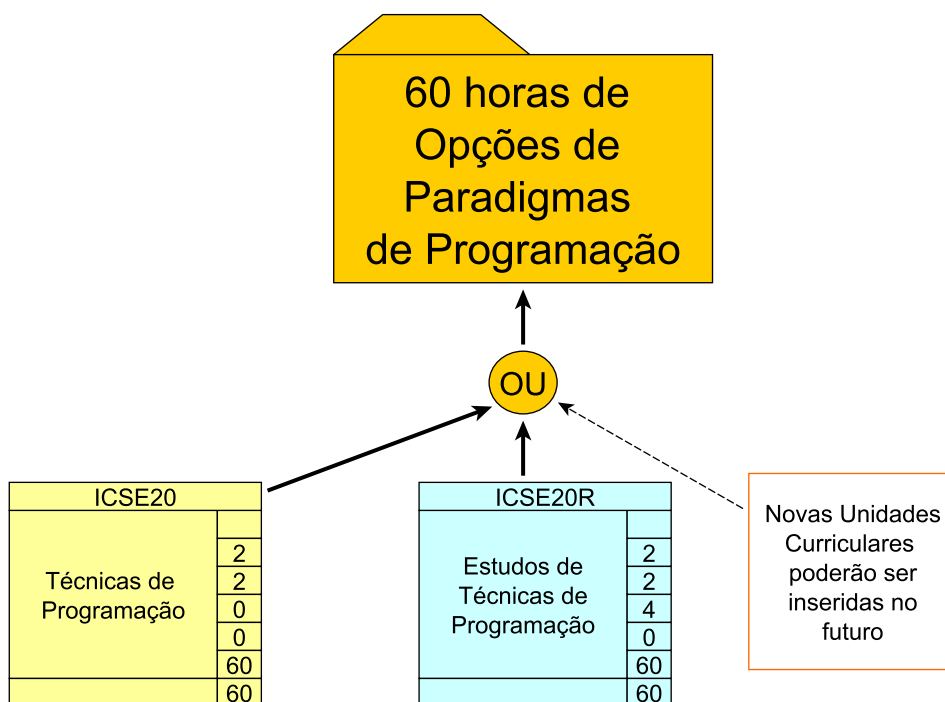 60 horas de
Opções de
Paradigmas
de Programação
OU
ICSE20
Técnicas de
Programação
2
2
0
0
60
60
ICSE20R
Estudos de
Técnicas de
Programação
2
2
4
0
60
60
Novas Unidades
Curriculares
poderão ser
inseridas no
futuro